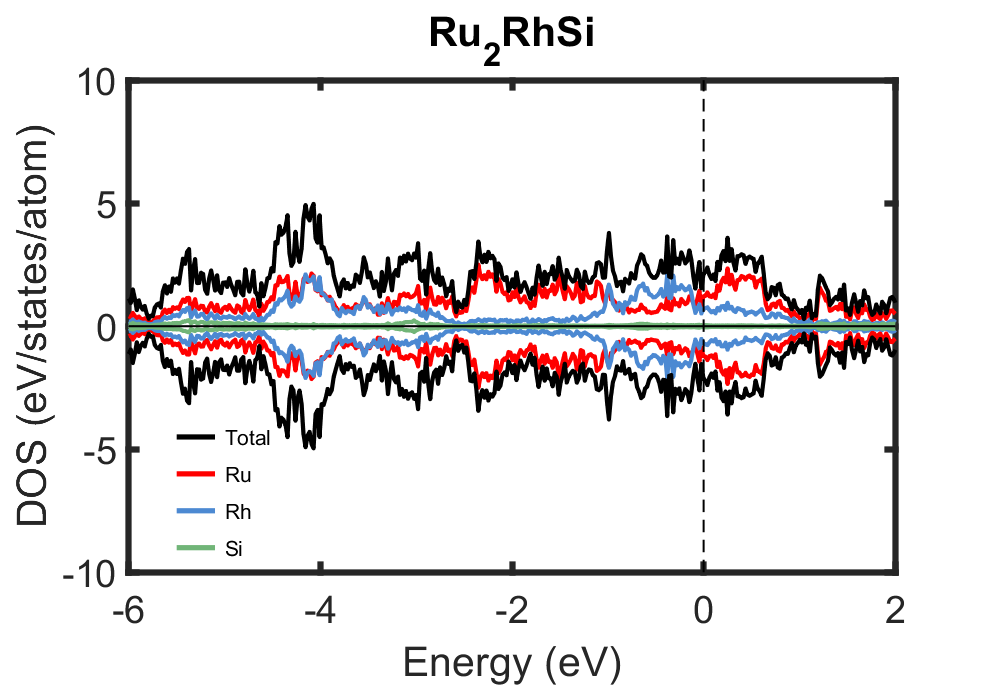 Ru₂RhSi
10
5
0
-5
-10
DOS (eV/states/atom)
Total
Ru
Rh
Si
-6 -4 -2 0 2
Energy (eV)